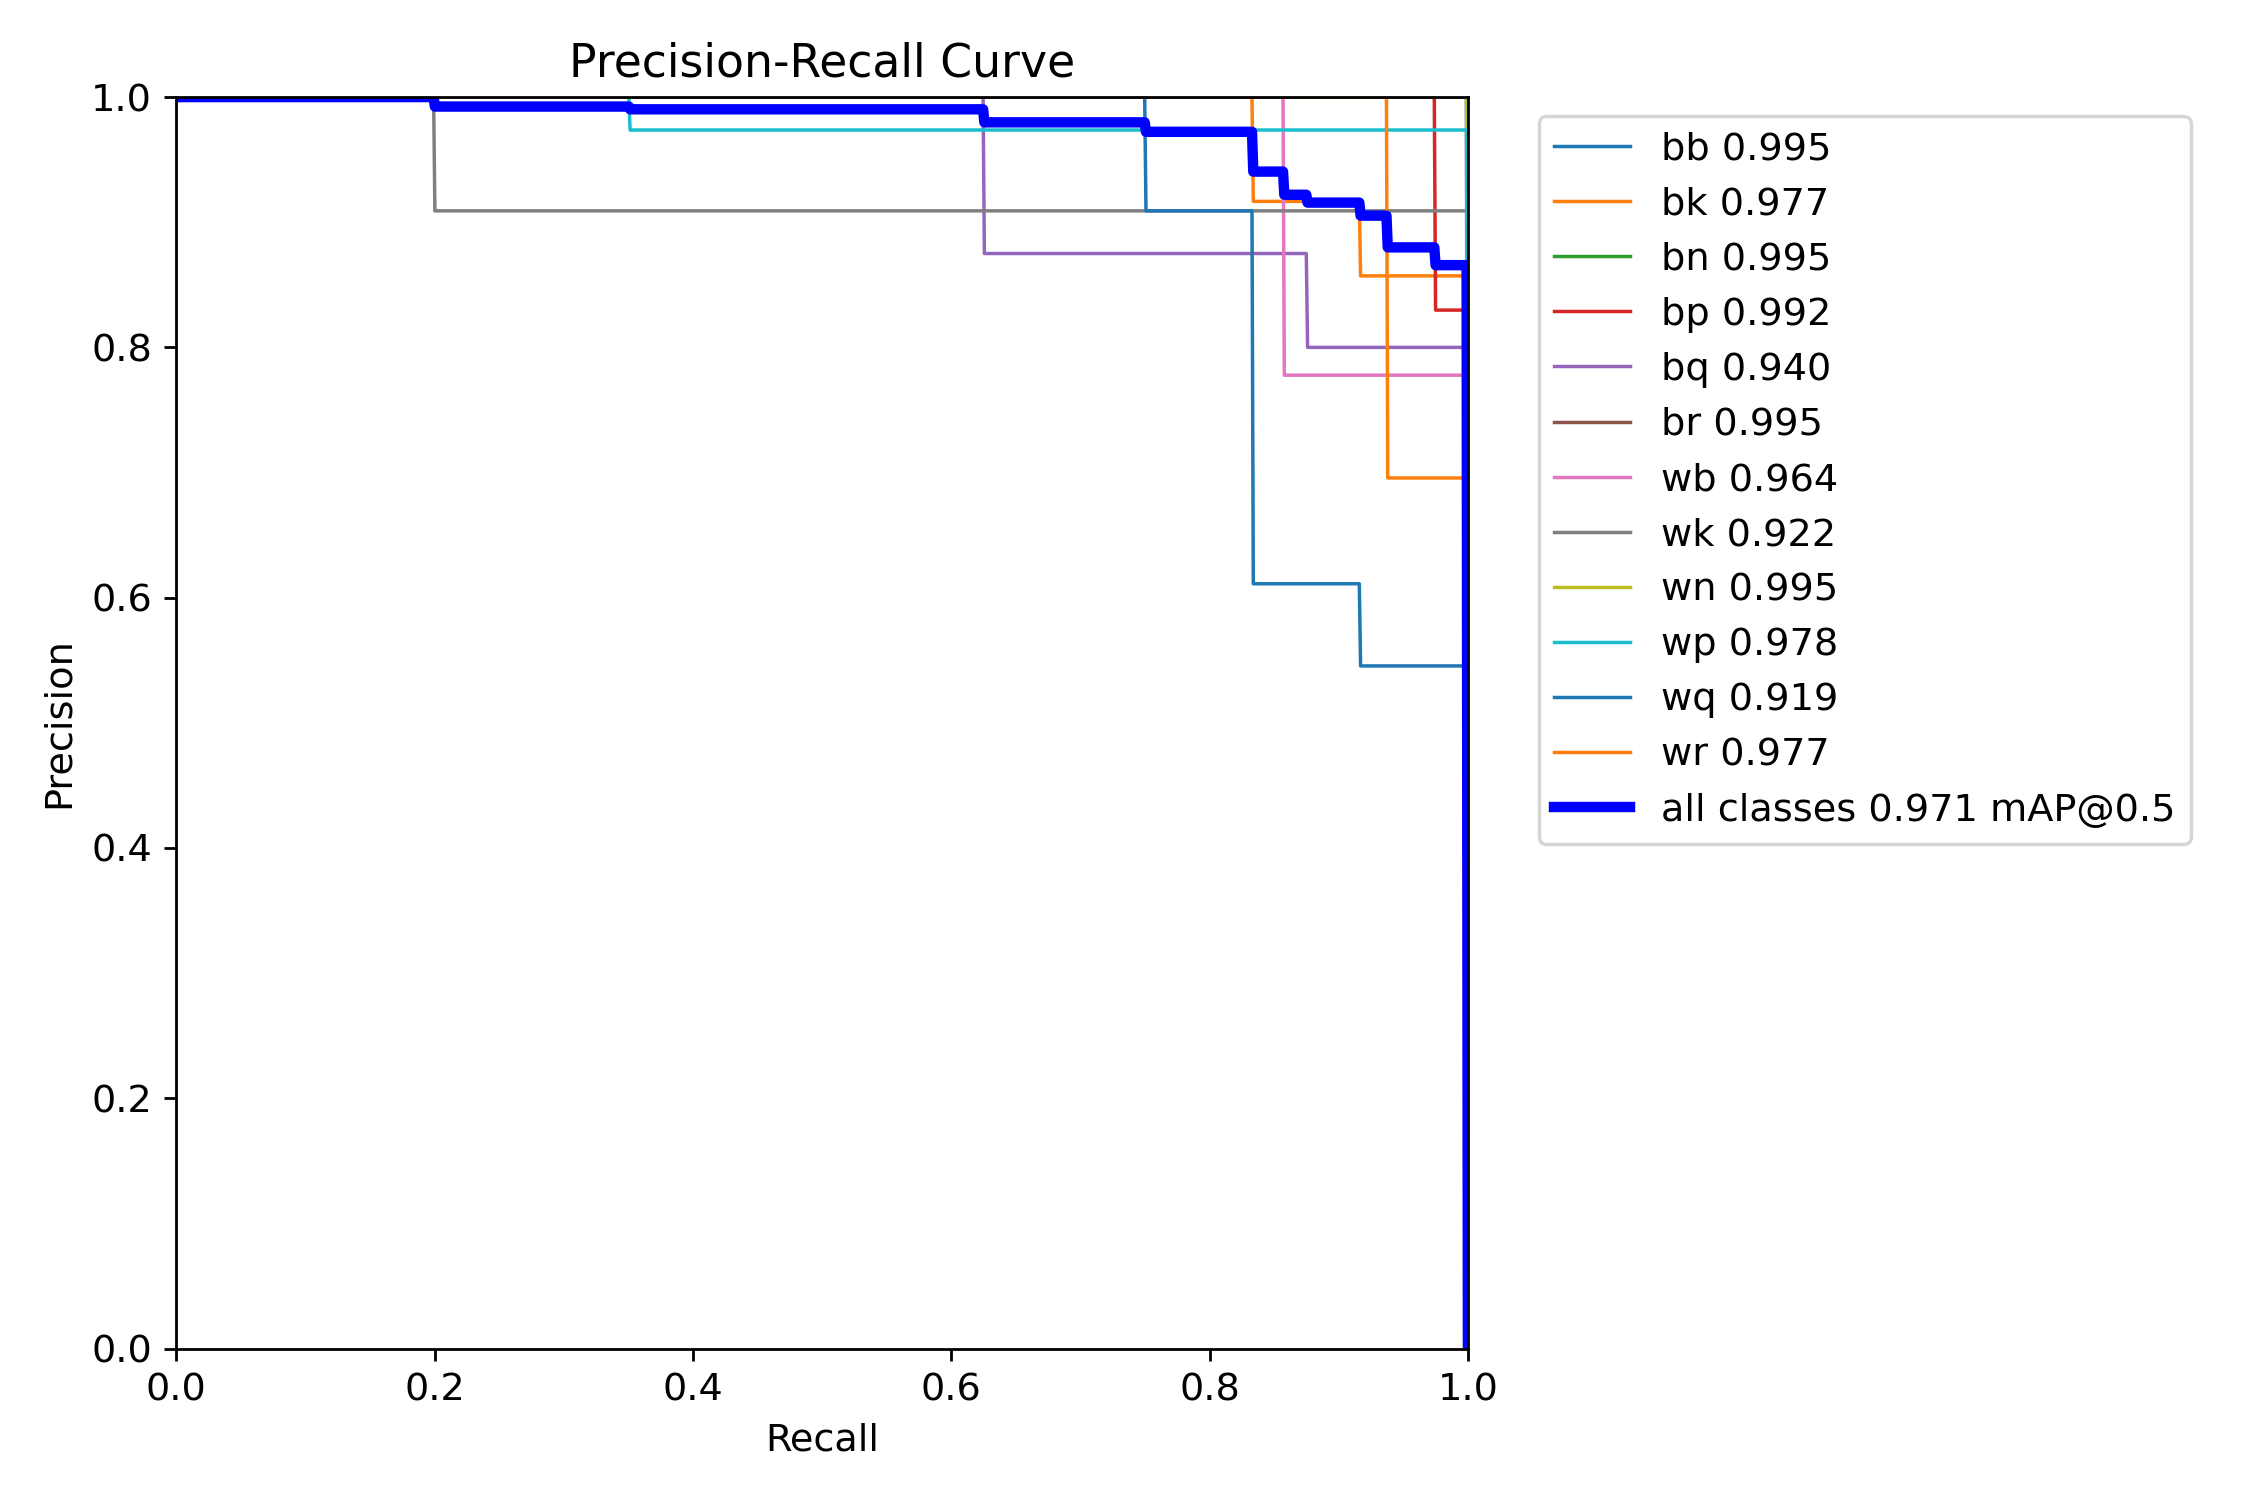 Precision-Recall Curve
1.0
0.8
0.6
0.4
0.2
0.0
Precision
0.0 0.2 0.4 0.6 0.8 1.0
Recall
bb 0.995
bk 0.977
bn 0.995
bp 0.992
bq 0.940
br 0.995
wb 0.964
wk 0.922
wn 0.995
wp 0.978
wq 0.919
wr 0.977
all classes 0.971 mAP@0.5